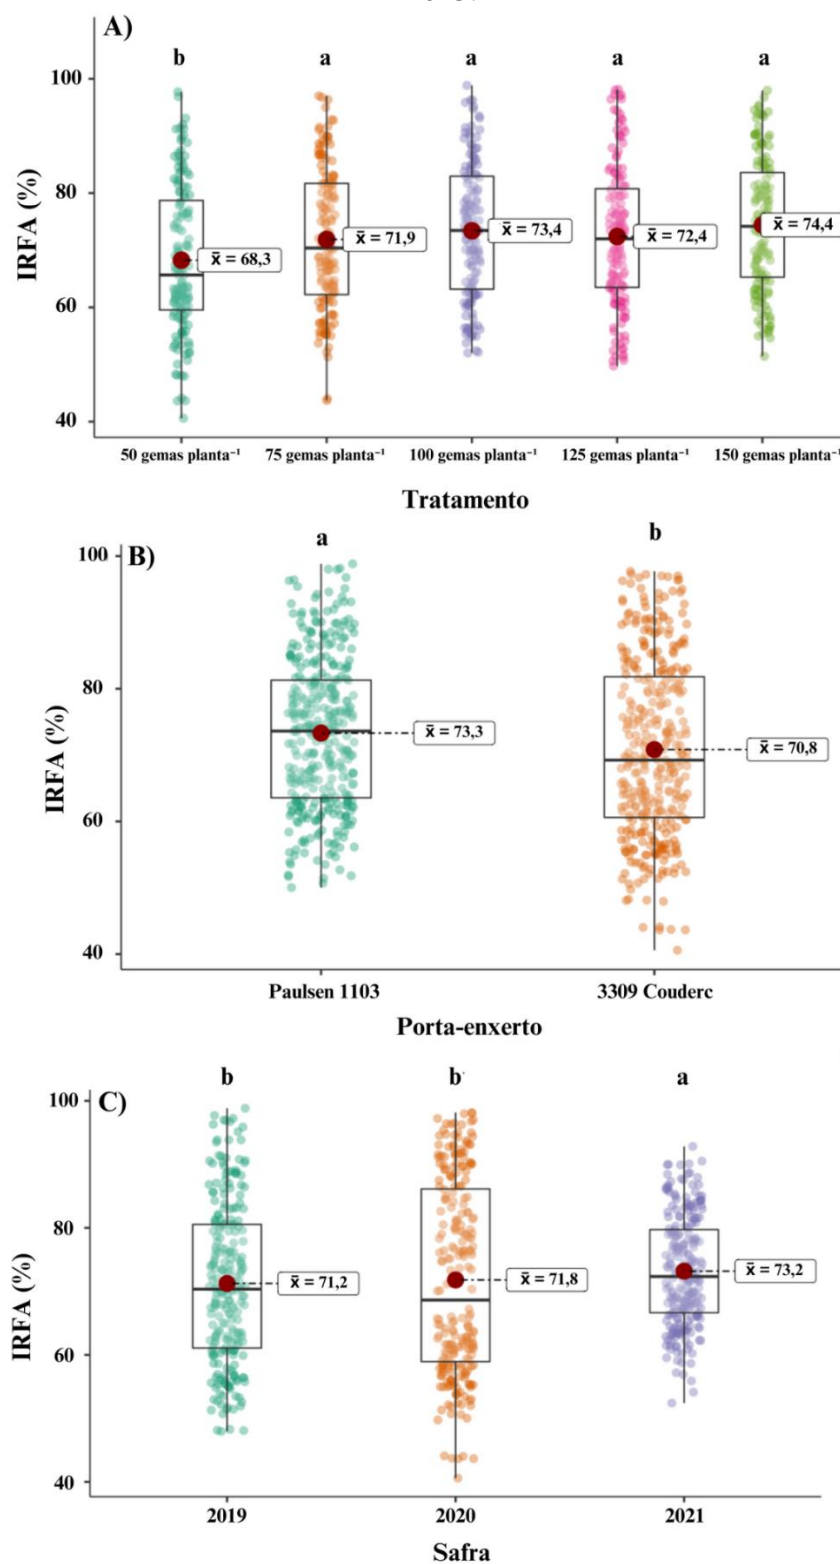 A)
b a a a a
IRFA (%)
100
80
60
40
x̄ = 68,3
x̄ = 71,9
x̄ = 73,4
x̄ = 72,4
x̄ = 74,4
50 gemas planta⁻¹ 75 gemas planta⁻¹ 100 gemas planta⁻¹ 125 gemas planta⁻¹ 150 gemas planta⁻¹
Tratamento
B)
a b
IRFA (%)
100
80
60
40
x̄ = 73,3
x̄ = 70,8
Paulsen 1103 3309 Couderc
Porta-enxerto
C)
b b a
IRFA (%)
100
80
60
40
x̄ = 71,2
x̄ = 71,8
x̄ = 73,2
2019 2020 2021
Safra